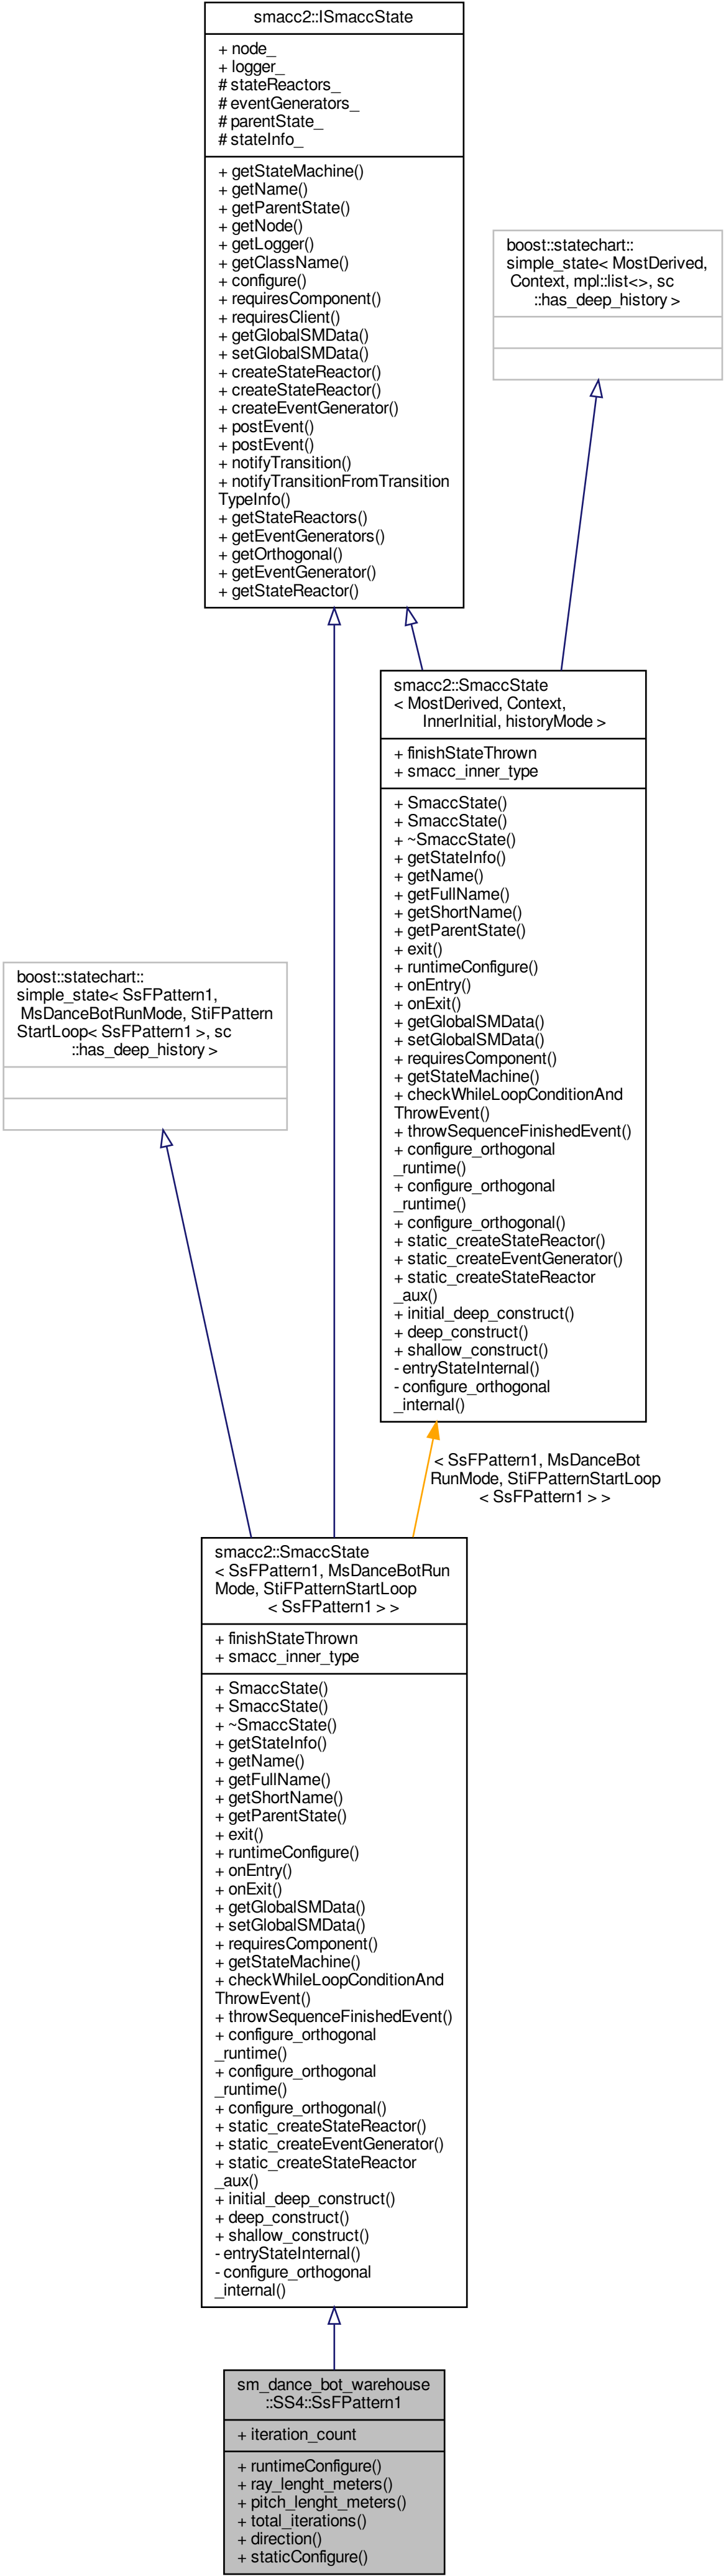 smacc2::ISmaccState
+ node_
+ logger_
# stateReactors_
# eventGenerators_
# parentState_
# stateInfo_
+ getStateMachine()
+ getName()
+ getParentState()
+ getNode()
+ getLogger()
+ getClassName()
+ configure()
+ requiresComponent()
+ requiresClient()
+ getGlobalSMData()
+ setGlobalSMData()
+ createStateReactor()
+ createStateReactor()
+ createEventGenerator()
+ postEvent()
+ postEvent()
+ notifyTransition()
+ notifyTransitionFromTransition
TypeInfo()
+ getStateReactors()
+ getEventGenerators()
+ getOrthogonal()
+ getEventGenerator()
+ getStateReactor()
boost::statechart::
simple_state< MostDerived,
Context, mpl::list<>, sc
::has_deep_history >
smacc2::SmaccState
< MostDerived, Context,
InnerInitial, historyMode >
+ finishStateThrown
+ smacc_inner_type
+ SmaccState()
+ SmaccState()
+ ~SmaccState()
+ getStateInfo()
+ getName()
+ getFullName()
+ getShortName()
+ getParentState()
+ exit()
+ runtimeConfigure()
+ onEntry()
+ onExit()
+ getGlobalSMData()
+ setGlobalSMData()
+ requiresComponent()
+ getStateMachine()
+ checkWhileLoopConditionAnd
ThrowEvent()
+ throwSequenceFinishedEvent()
+ configure_orthogonal
_runtime()
+ configure_orthogonal
_runtime()
+ configure_orthogonal()
+ static_createStateReactor()
+ static_createEventGenerator()
+ static_createStateReactor
_aux()
+ initial_deep_construct()
+ deep_construct()
+ shallow_construct()
- entryStateInternal()
- configure_orthogonal
_internal()
boost::statechart::
simple_state< SsFPattern1,
MsDanceBotRunMode, StiFPattern
StartLoop< SsFPattern1 >, sc
::has_deep_history >
< SsFPattern1, MsDanceBot
RunMode, StiFPatternStartLoop
< SsFPattern1 > >
smacc2::SmaccState
< SsFPattern1, MsDanceBotRun
Mode, StiFPatternStartLoop
< SsFPattern1 > >
+ finishStateThrown
+ smacc_inner_type
+ SmaccState()
+ SmaccState()
+ ~SmaccState()
+ getStateInfo()
+ getName()
+ getFullName()
+ getShortName()
+ getParentState()
+ exit()
+ runtimeConfigure()
+ onEntry()
+ onExit()
+ getGlobalSMData()
+ setGlobalSMData()
+ requiresComponent()
+ getStateMachine()
+ checkWhileLoopConditionAnd
ThrowEvent()
+ throwSequenceFinishedEvent()
+ configure_orthogonal
_runtime()
+ configure_orthogonal
_runtime()
+ configure_orthogonal()
+ static_createStateReactor()
+ static_createEventGenerator()
+ static_createStateReactor
_aux()
+ initial_deep_construct()
+ deep_construct()
+ shallow_construct()
- entryStateInternal()
- configure_orthogonal
_internal()
sm_dance_bot_warehouse
::SS4::SsFPattern1
+ iteration_count
+ runtimeConfigure()
+ ray_lenght_meters()
+ pitch_lenght_meters()
+ total_iterations()
+ direction()
+ staticConfigure()